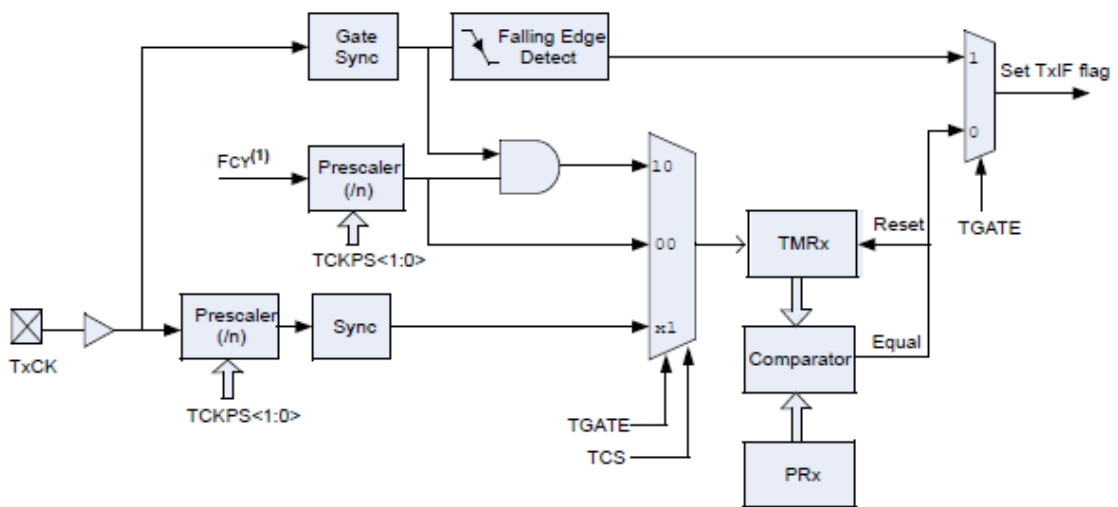 Gate
Sync
Falling Edge
Detect
1
Set TxIF flag
0
FCY(1)
Prescaler
(/n)
10
TGATE
TCKPS<1:0>
00
TMRx
Reset
TxCK
Prescaler
(/n)
Sync
x1
Comparator
Equal
TCKPS<1:0>
TGATE
TCS
PRx